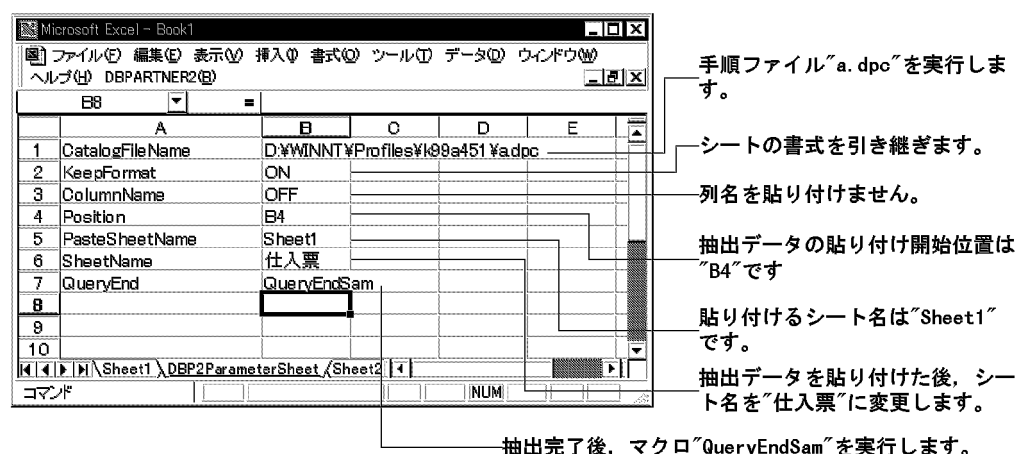 Microsoft Excel - Book1
ファイル(F) 編集(E) 表示(V) 挿入(I) 書式(O) ツール(T) データ(D) ウィンドウ(W)
ヘルプ(H) DBPARTNER2(B)
B8 =
A B C D E
1 CatalogFileName D:¥WINNT¥Profiles¥k99a451¥a.dpc
2 KeepFormat ON
3 ColumnName OFF
4 Position B4
5 PasteSheetName Sheet1
6 SheetName 仕入票
7 QueryEnd QueryEndSam
8
9
10
Sheet1 DBP2ParameterSheet Sheet2
コマンド NUM
手順ファイル"a.dpc"を実行しま
す。
シートの書式を引き継ぎます。
列名を貼り付けません。
抽出データの貼り付け開始位置は
"B4"です
貼り付けるシート名は"Sheet1"
です。
抽出データを貼り付けた後，シー
ト名を"仕入票"に変更します。
抽出完了後，マクロ"QueryEndSam"を実行します。